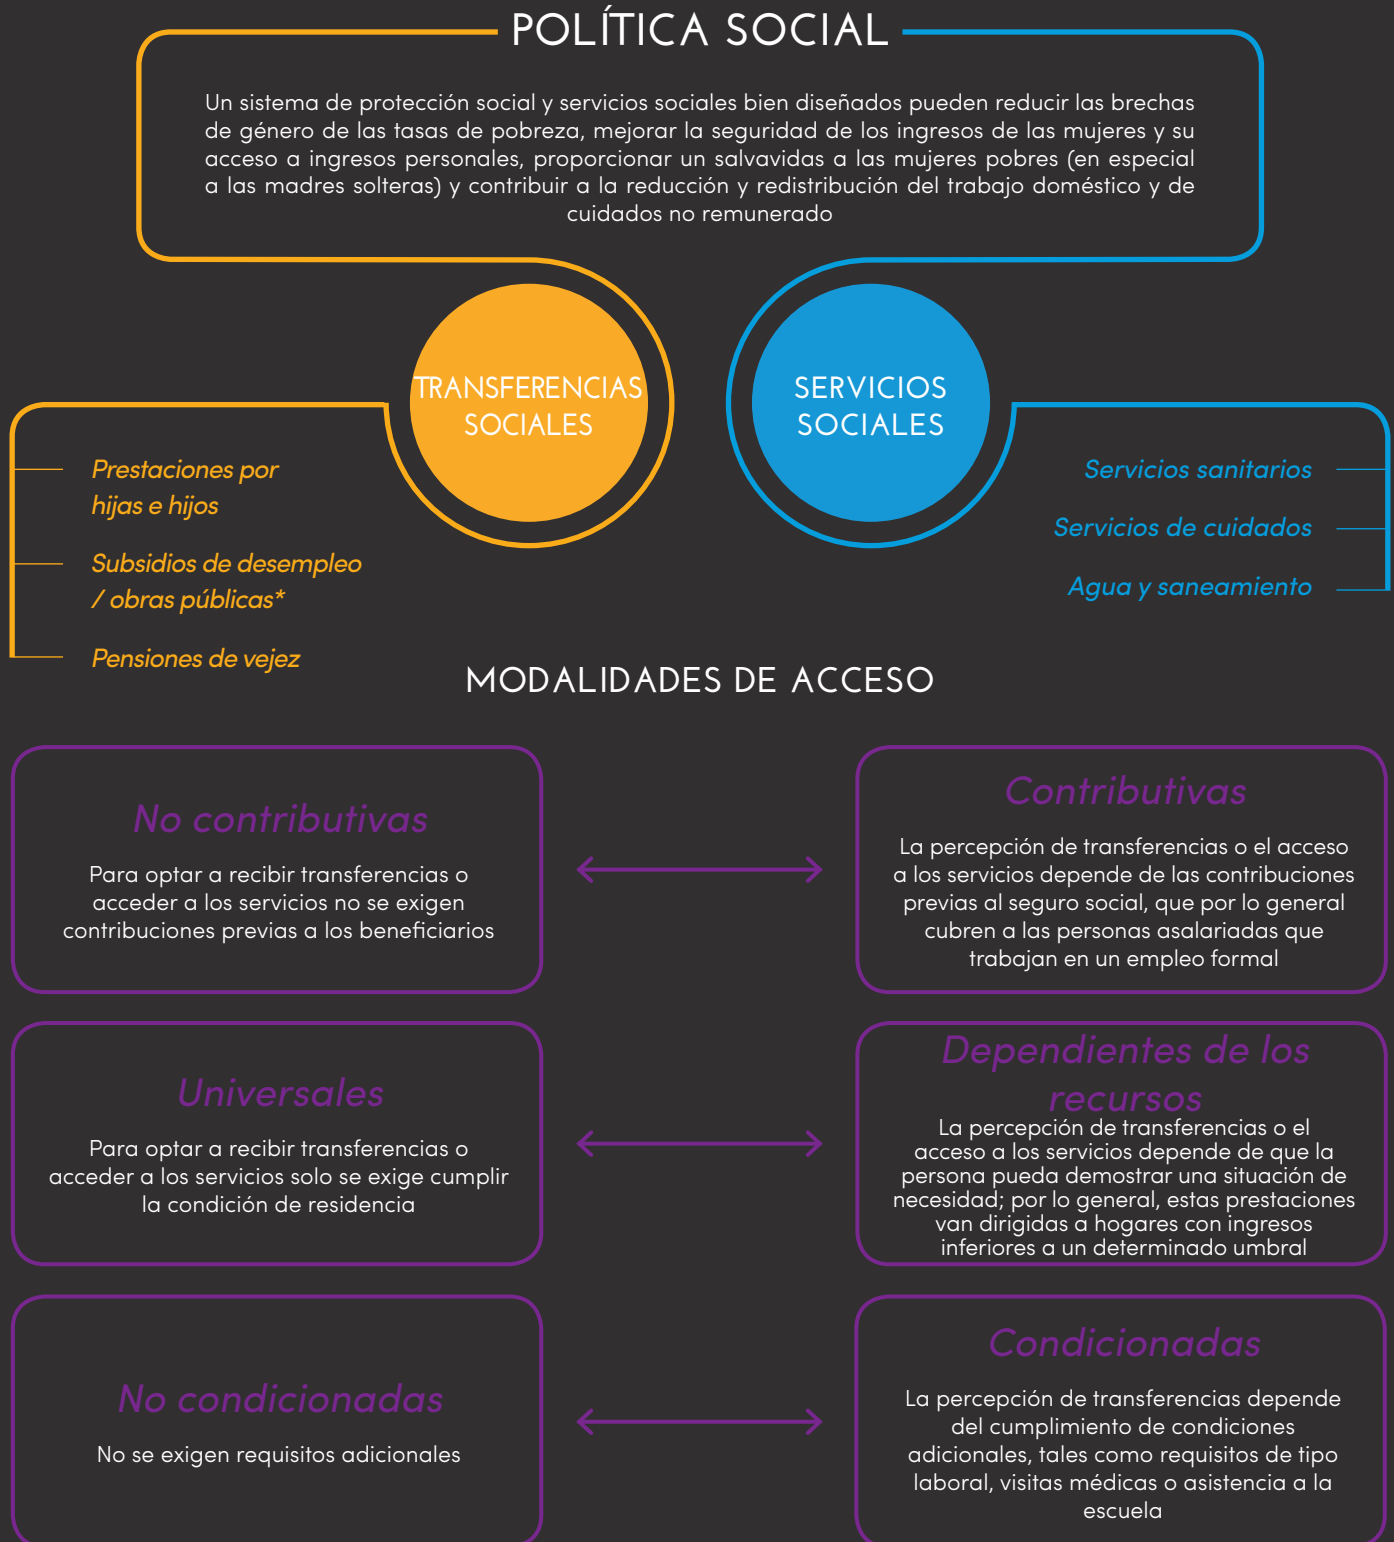 POLÍTICA SOCIAL
Un sistema de protección social y servicios sociales bien diseñados pueden reducir las brechas
de género de las tasas de pobreza, mejorar la seguridad de los ingresos de las mujeres y su
acceso a ingresos personales, proporcionar un salvavidas a las mujeres pobres (en especial
a las madres solteras) y contribuir a la reducción y redistribución del trabajo doméstico y de
cuidados no remunerado
TRANSFERENCIAS
SOCIALES
SERVICIOS
SOCIALES
Prestaciones por
hijas e hijos
Subsidios de desempleo
/ obras públicas*
Pensiones de vejez
Servicios sanitarios
Servicios de cuidados
Agua y saneamiento
MODALIDADES DE ACCESO
No contributivas
Para optar a recibir transferencias o
acceder a los servicios no se exigen
contribuciones previas a los beneficiarios
Contributivas
La percepción de transferencias o el acceso
a los servicios depende de las contribuciones
previas al seguro social, que por lo general
cubren a las personas asalariadas que
trabajan en un empleo formal
Universales
Para optar a recibir transferencias o
acceder a los servicios solo se exige cumplir
la condición de residencia
Dependientes de los
recursos
La percepción de transferencias o el
acceso a los servicios depende de que la
persona pueda demostrar una situación de
necesidad; por lo general, estas prestaciones
van dirigidas a hogares con ingresos
inferiores a un determinado umbral
No condicionadas
No se exigen requisitos adicionales
Condicionadas
La percepción de transferencias depende
del cumplimiento de condiciones
adicionales, tales como requisitos de tipo
laboral, visitas médicas o asistencia a la
escuela